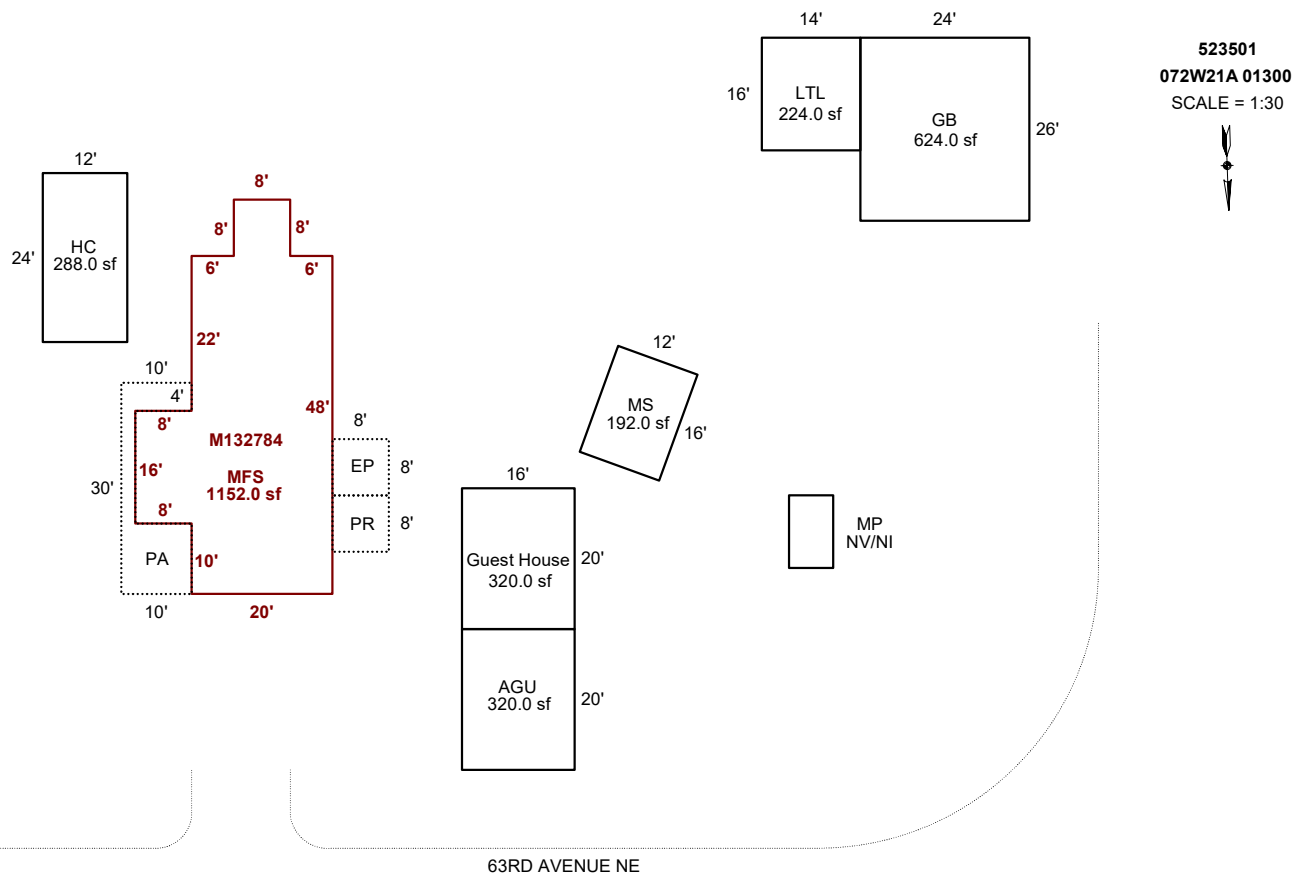 14'
24'
523501
072W21A 01300
SCALE = 1:30
16'
LTL
224.0 sf
GB
624.0 sf
26'
12'
24'
HC
288.0 sf
8'
8'
8'
6'
6'
22'
10'
4'
8'
48'
M132784
MFS
1152.0 sf
16'
30'
8'
PA
10'
10'
20'
8'
EP
8'
PR
8'
12'
MS
192.0 sf
16'
16'
Guest House
320.0 sf
20'
AGU
320.0 sf
20'
MP
NV/NI
63RD AVENUE NE